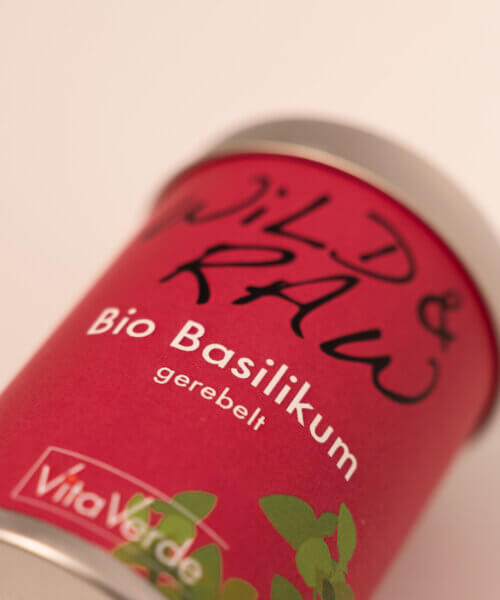 WiLD &
RAW
Bio Basilikum
gerebelt
VitaVerde